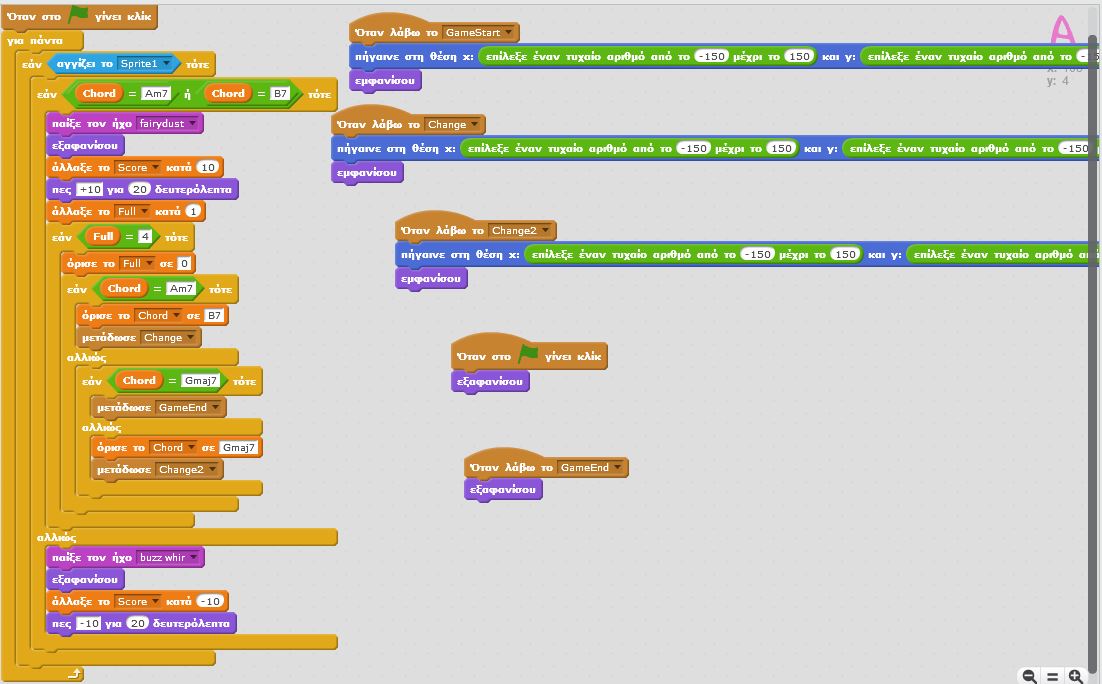 Όταν στο γίνει κλικ
για πάντα
εάν αγγίζει το Sprite1 τότε
εάν Chord = Am7 ή Chord = B7 τότε
παίξε τον ήχο fairydust
εξαφανίσου
άλλαξε το Score κατά 10
πες +10 για 20 δευτερόλεπτα
άλλαξε το Full κατά 1
εάν Full = 4 τότε
όρισε το Full σε 0
εάν Chord = Am7 τότε
όρισε το Chord σε B7
μετάδωσε Change
αλλιώς
εάν Chord = Gmaj7 τότε
μετάδωσε GameEnd
αλλιώς
όρισε το Chord σε Gmaj7
μετάδωσε Change2
αλλιώς
παίξε τον ήχο buzz whir
εξαφανίσου
άλλαξε το Score κατά -10
πες -10 για 20 δευτερόλεπτα
Όταν λάβω το GameStart
πήγαινε στη θέση x: επίλεξε έναν τυχαίο αριθμό από το -150 μέχρι το 150 και y: επίλεξε έναν τυχαίο αριθμό από το
εμφανίσου
Όταν λάβω το Change
πήγαινε στη θέση x: επίλεξε έναν τυχαίο αριθμό από το -150 μέχρι το 150 και y: επίλεξε έναν τυχαίο αριθμό από το -150
εμφανίσου
Όταν λάβω το Change2
πήγαινε στη θέση x: επίλεξε έναν τυχαίο αριθμό από το -150 μέχρι το 150 και y: επίλεξε έναν τυχαίο αριθμό
εμφανίσου
Όταν στο γίνει κλικ
εξαφανίσου
Όταν λάβω το GameEnd
εξαφανίσου
A
x:
y: 4